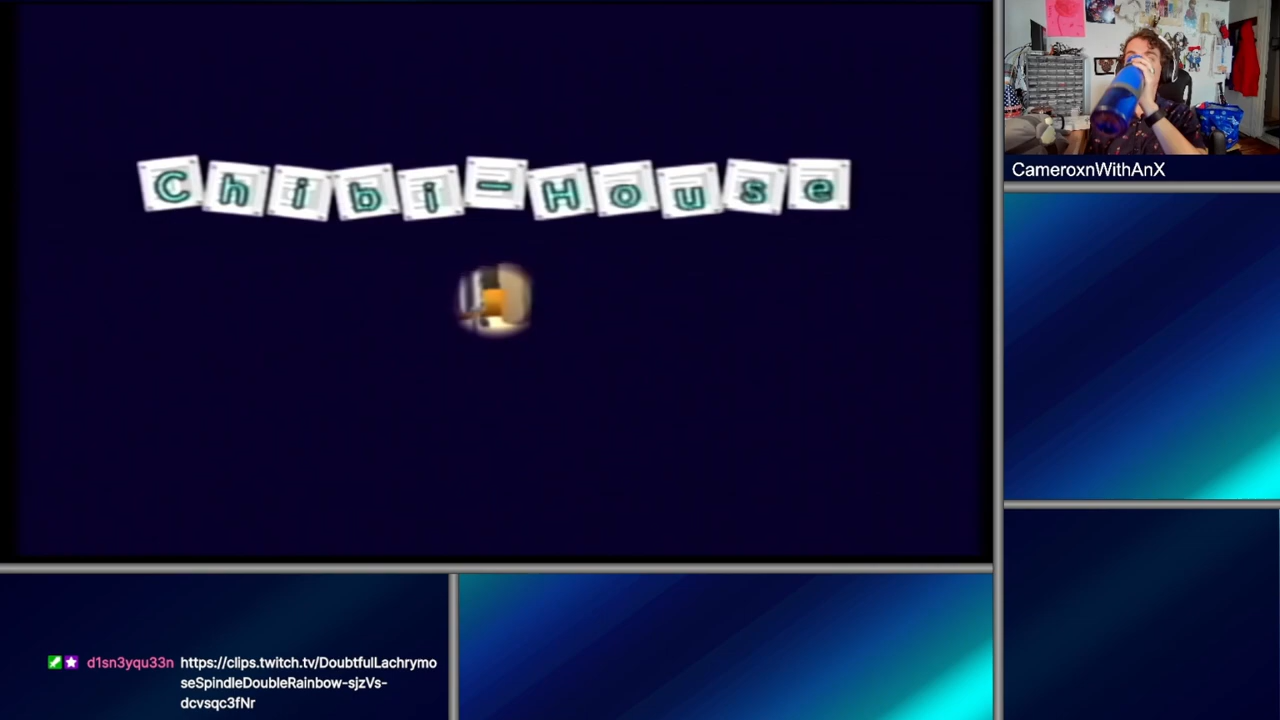 Chibi-House
CameroxnWithAnX
d1sn3yqu33n https://clips.twitch.tv/DoubtfulLachrymo
seSpindleDoubleRainbow-sjzVs-
dcvsqc3fNr